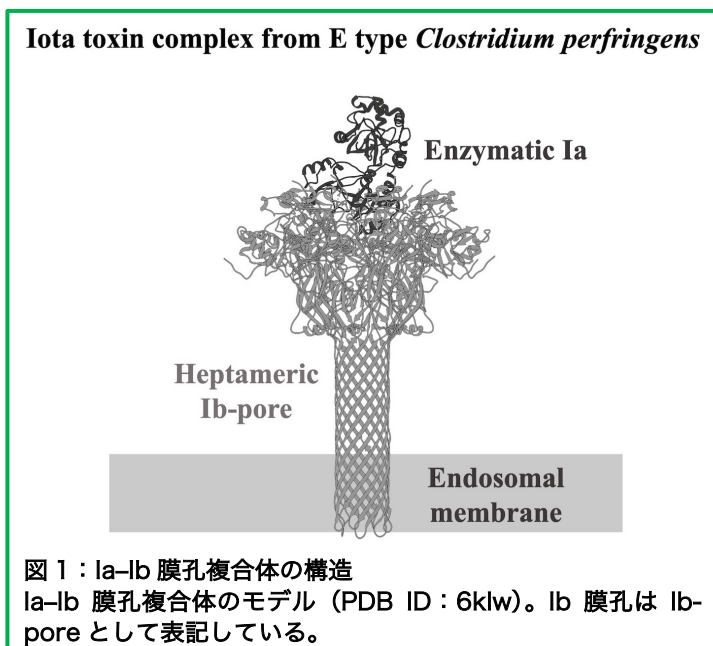 Iota toxin complex from E type Clostridium perfringens
Enzymatic Ia
Heptameric
Ib-pore
Endosomal
membrane
図1：Ia–Ib 膜孔複合体の構造
Ia–Ib 膜孔複合体のモデル（PDB ID：6klw）。Ib 膜孔は Ib-
pore として表記している。